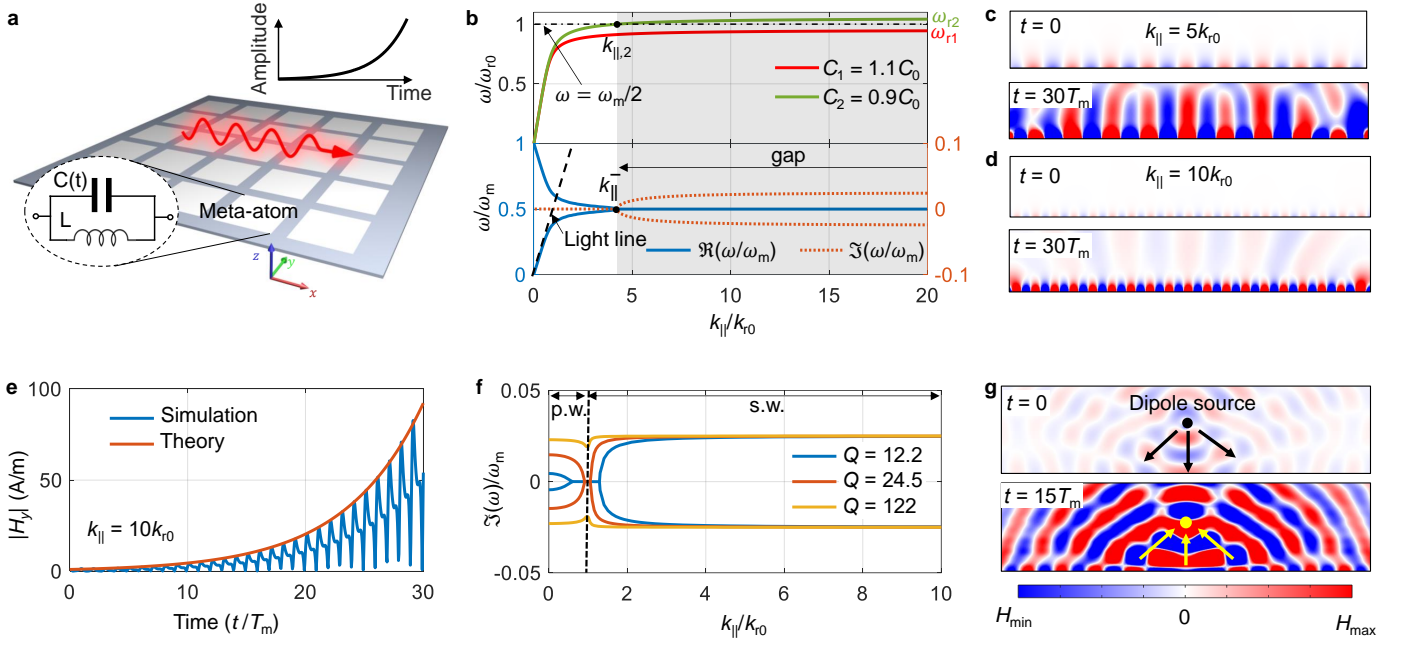 a
Amplitude
Time
C(t)
L
Meta-atom
z
y
x
b
ω/ω_r0
1
0.5
k_||,2
ω = ω_m/2
C_1 = 1.1C_0
C_2 = 0.9C_0
ω_r2
ω_r1
ω/ω_m
1
0.5
0
gap
k_||^-
Light line
ℜ(ω/ω_m)
ℑ(ω/ω_m)
0.1
0
-0.1
0
5
10
15
20
k_||/k_r0
c
t = 0
k_|| = 5k_r0
t = 30T_m
d
t = 0
k_|| = 10k_r0
t = 30T_m
e
|H_y| (A/m)
100
50
0
Simulation
Theory
k_|| = 10k_r0
0
10
20
30
Time (t/T_m)
f
ℑ(ω)/ω_m
0.05
0
-0.05
p.w.
s.w.
Q = 12.2
Q = 24.5
Q = 122
0
2
4
6
8
10
k_||/k_r0
g
t = 0
Dipole source
t = 15T_m
H_min
0
H_max